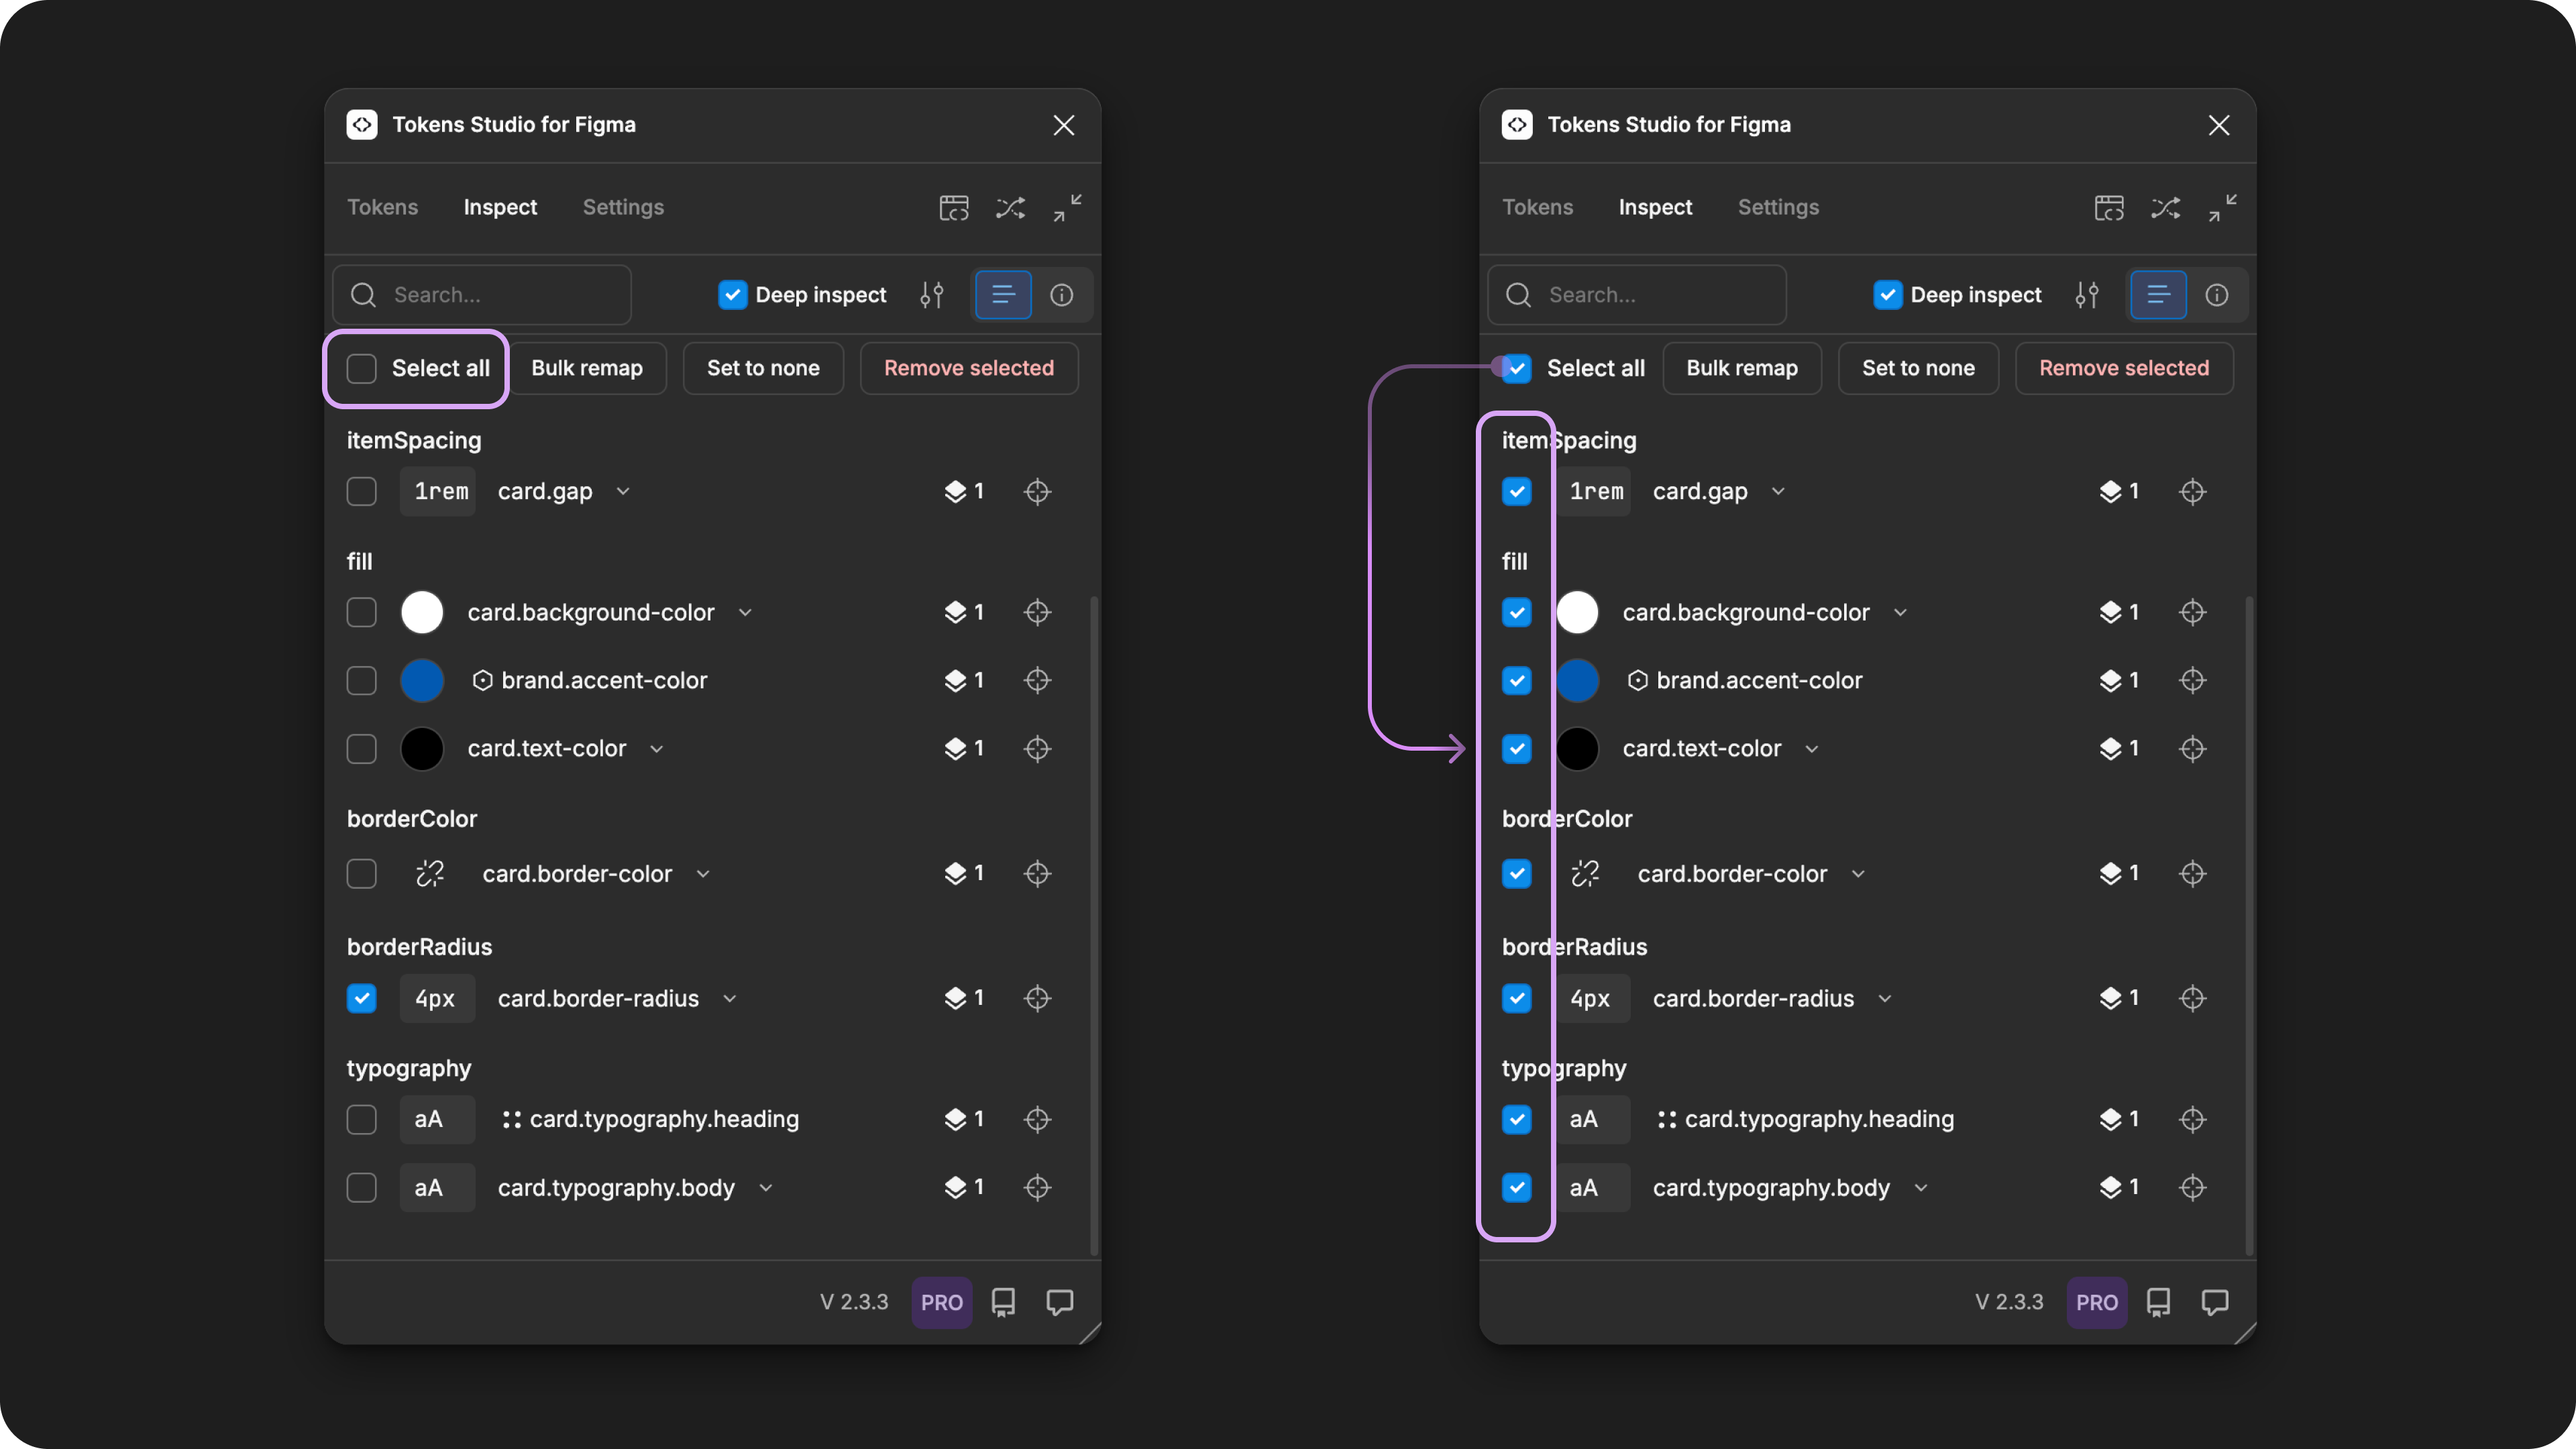 Tokens Studio for Figma
Tokens Inspect Settings
Search... Deep inspect
Select all Bulk remap Set to none Remove selected
itemSpacing
1rem card.gap 1
fill
card.background-color 1
brand.accent-color 1
card.text-color 1
borderColor
card.border-color 1
borderRadius
4px card.border-radius 1
typography
aA card.typography.heading 1
aA card.typography.body 1
V 2.3.3 PRO
Tokens Studio for Figma
Tokens Inspect Settings
Search... Deep inspect
Select all Bulk remap Set to none Remove selected
itemSpacing
1rem card.gap 1
fill
card.background-color 1
brand.accent-color 1
card.text-color 1
borderColor
card.border-color 1
borderRadius
4px card.border-radius 1
typography
aA card.typography.heading 1
aA card.typography.body 1
V 2.3.3 PRO